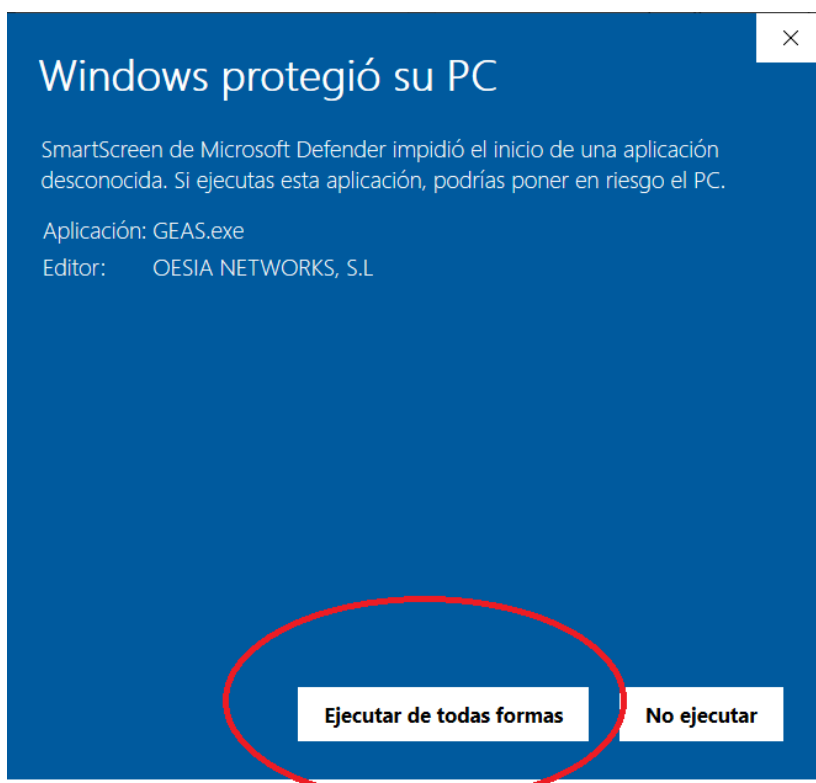 Windows protegió su PC
SmartScreen de Microsoft Defender impidió el inicio de una aplicación
desconocida. Si ejecutas esta aplicación, podrías poner en riesgo el PC.
Aplicación: GEAS.exe
Editor: OESIA NETWORKS, S.L
Ejecutar de todas formas No ejecutar